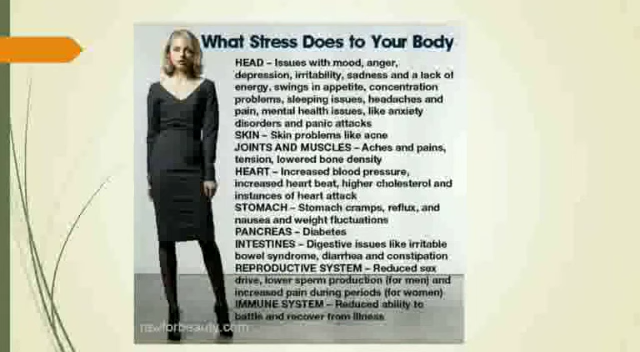 What Stress Does to Your Body
HEAD – Issues with mood, anger,
depression, irritability, sadness and a lack of
energy, swings in appetite, concentration
problems, sleeping issues, headaches and
pain, mental health issues, like anxiety
disorders and panic attacks
SKIN – Skin problems like acne
JOINTS AND MUSCLES – Aches and pains,
tension, lowered bone density
HEART – Increased blood pressure,
increased heart beat, higher cholesterol and
instances of heart attack
STOMACH – Stomach cramps, reflux, and
nausea and weight fluctuations
PANCREAS – Diabetes
INTESTINES – Digestive issues like irritable
bowel syndrome, diarrhea and constipation
REPRODUCTIVE SYSTEM – Reduced sex
drive, lower sperm production (for men) and
increased pain during periods (for women)
IMMUNE SYSTEM – Reduced ability to
battle and recover from illness